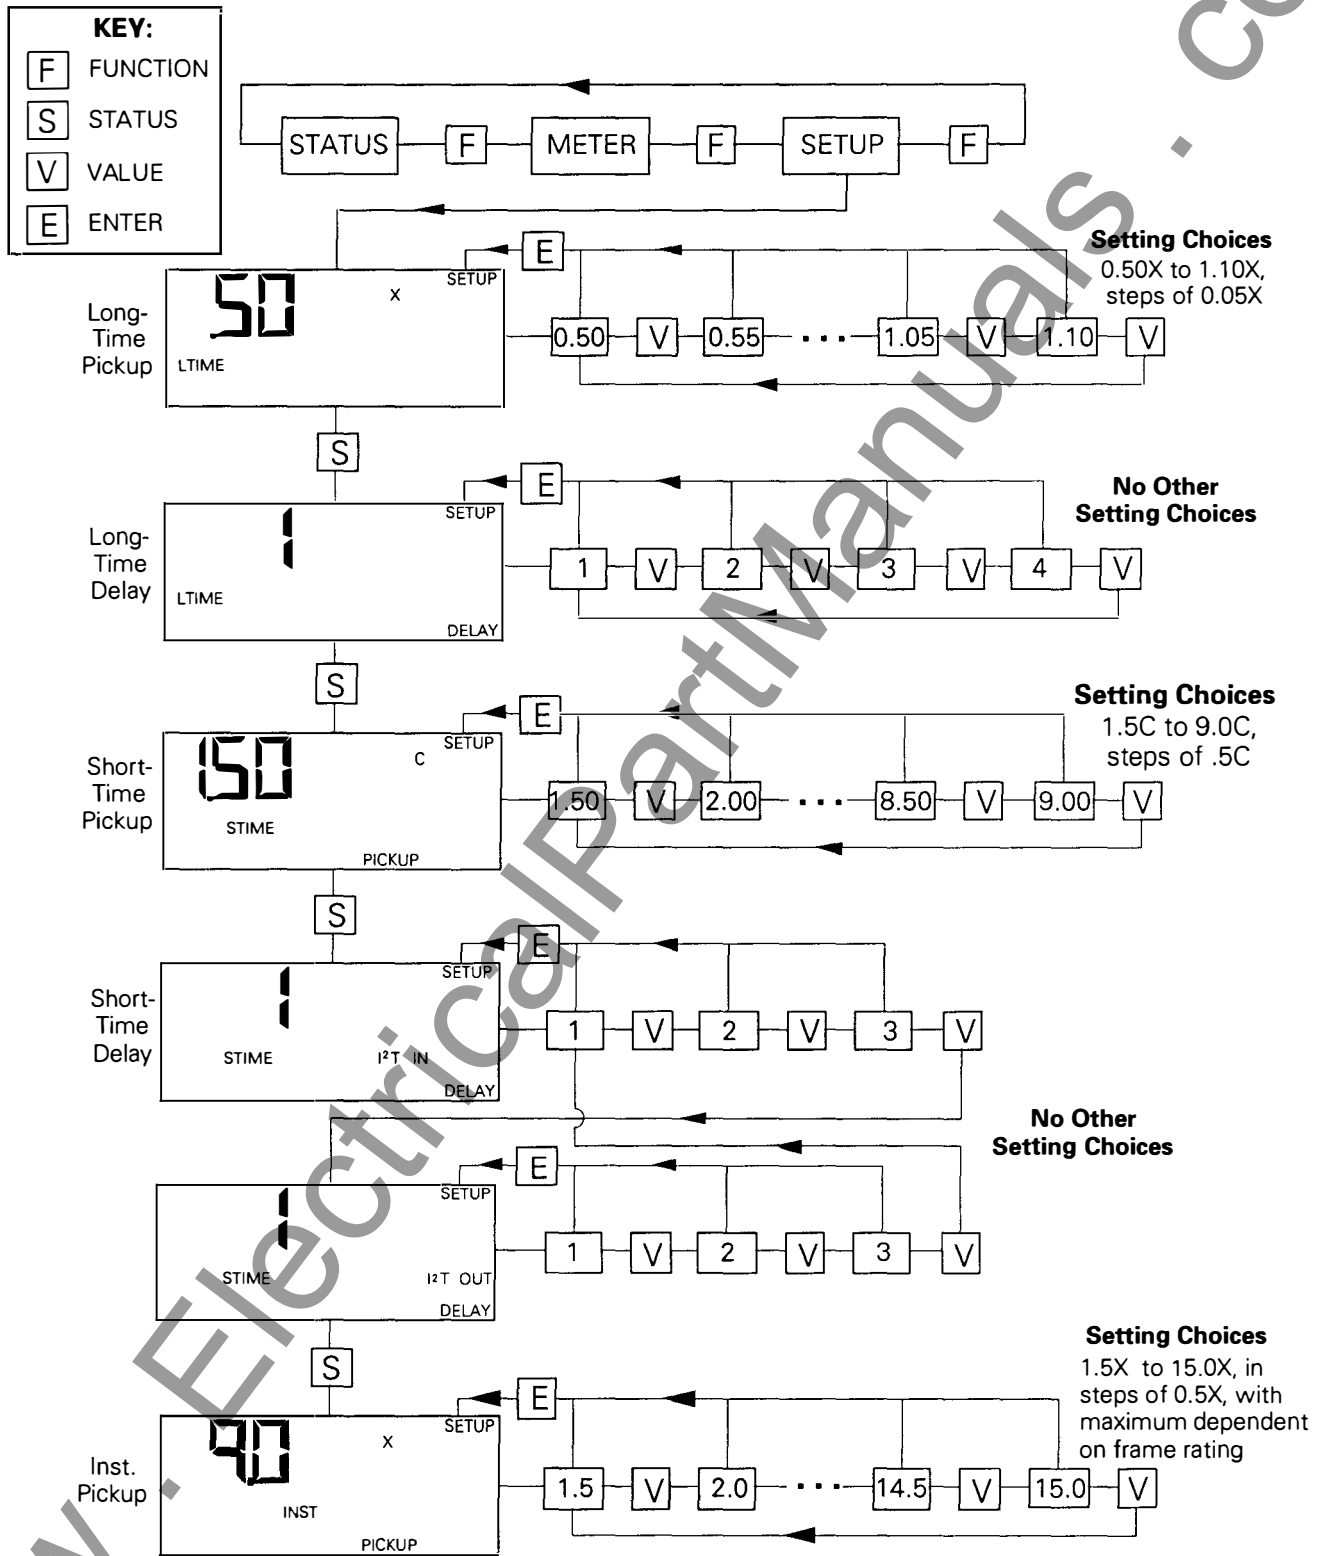 KEY:
F FUNCTION
S STATUS
V VALUE
E ENTER
STATUS F METER F SETUP F
Long-
Time
Pickup
50 X SETUP
LTIME
E
0.50 V 0.55 ... 1.05 V 1.10 V
Setting Choices
0.50X to 1.10X,
steps of 0.05X
S
Long-
Time
Delay
1 SETUP
LTIME
DELAY
E
1 V 2 V 3 V 4 V
No Other
Setting Choices
S
Short-
Time
Pickup
150 C SETUP
STIME
PICKUP
E
1.50 V 2.00 ... 8.50 V 9.00 V
Setting Choices
1.5C to 9.0C,
steps of .5C
S
Short-
Time
Delay
1 SETUP
STIME I²T IN
DELAY
E
1 V 2 V 3 V
No Other
Setting Choices
1 SETUP
STIME I²T OUT
DELAY
E
1 V 2 V 3 V
S
Inst.
Pickup
90 X SETUP
INST
PICKUP
E
1.5 V 2.0 ... 14.5 V 15.0 V
Setting Choices
1.5X to 15.0X, in
steps of 0.5X, with
maximum dependent
on frame rating
. ElectricalPartManuals .